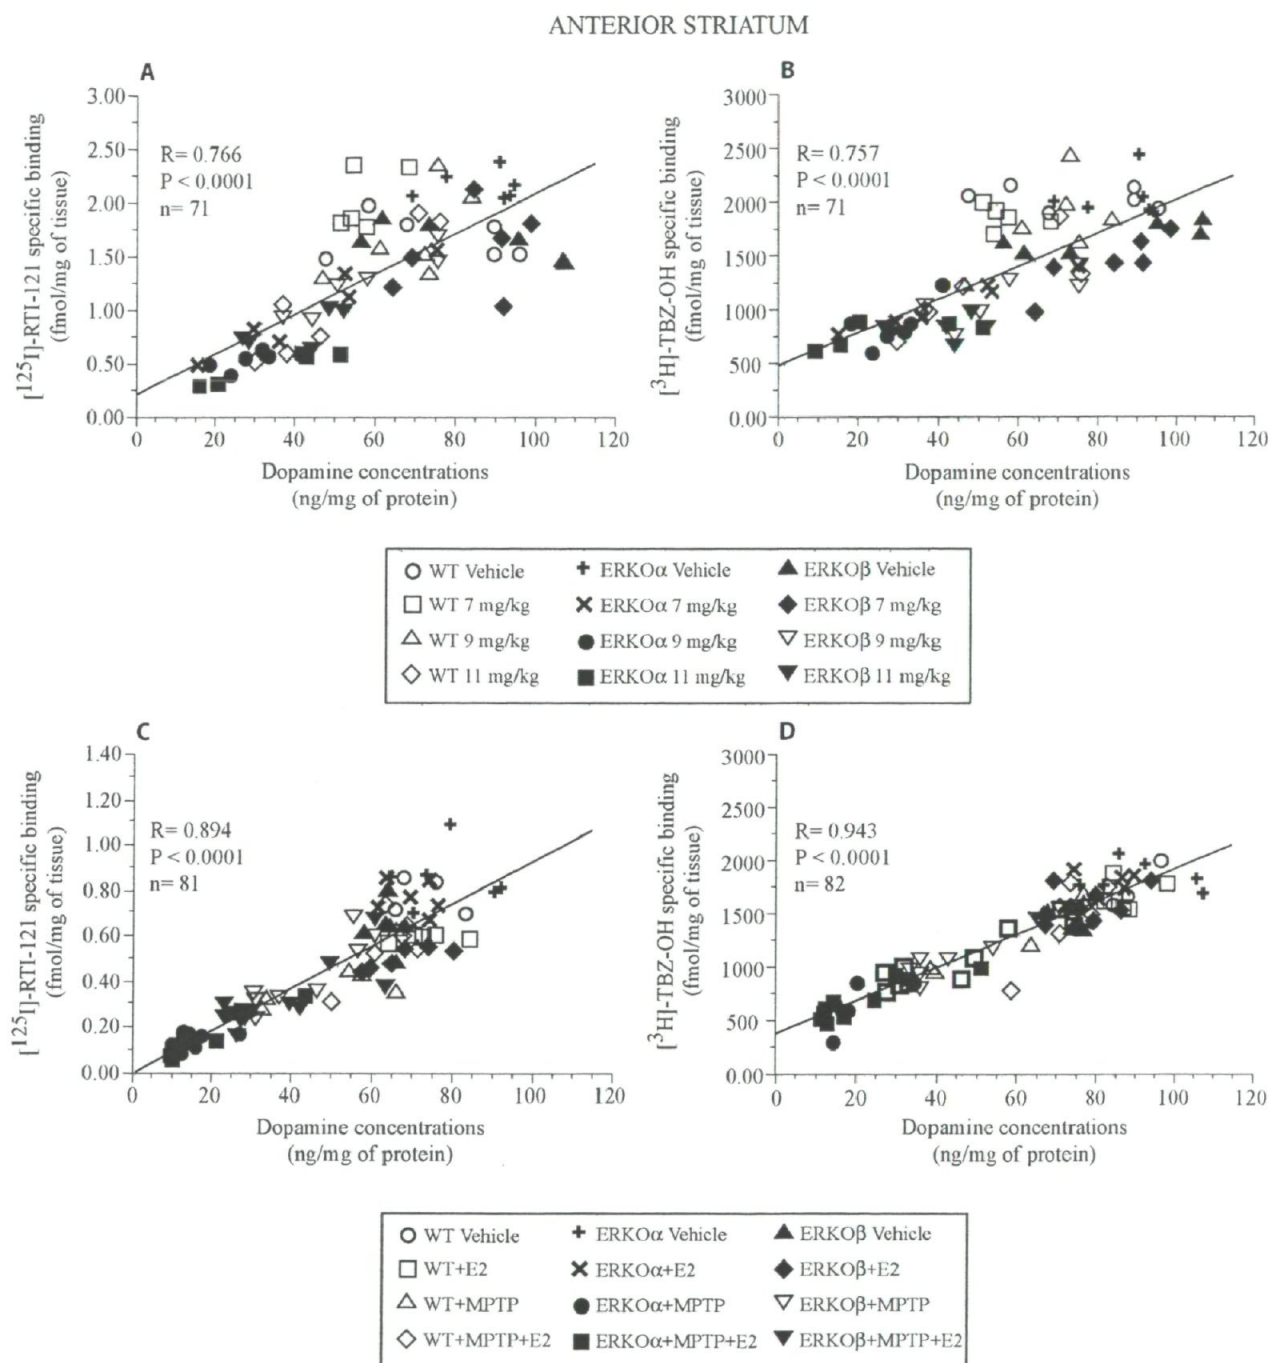 ANTERIOR STRIATUM
A
[125I]-RTI-121 specific binding
(fmol/mg of tissue)
3.00
2.50
2.00
1.50
1.00
0.50
0.00
R= 0.766
P < 0.0001
n= 71
0 20 40 60 80 100 120
Dopamine concentrations
(ng/mg of protein)
B
[3H]-TBZ-OH specific binding
(fmol/mg of tissue)
3000
2500
2000
1500
1000
500
000
R= 0.757
P < 0.0001
n= 71
0 20 40 60 80 100 120
Dopamine concentrations
(ng/mg of protein)
WT Vehicle ERKOα Vehicle ERKOβ Vehicle
WT 7 mg/kg ERKOα 7 mg/kg ERKOβ 7 mg/kg
WT 9 mg/kg ERKOα 9 mg/kg ERKOβ 9 mg/kg
WT 11 mg/kg ERKOα 11 mg/kg ERKOβ 11 mg/kg
C
[125I]-RTI-121 specific binding
(fmol/mg of tissue)
1.40
1.20
1.00
0.80
0.60
0.40
0.20
0.00
R= 0.894
P < 0.0001
n= 81
0 20 40 60 80 100 120
Dopamine concentrations
(ng/mg of protein)
D
[3H]-TBZ-OH specific binding
(fmol/mg of tissue)
3000
2500
2000
1500
1000
500
0.00
R= 0.943
P < 0.0001
n= 82
0 20 40 60 80 100 120
Dopamine concentrations
(ng/mg of protein)
WT Vehicle ERKOα Vehicle ERKOβ Vehicle
WT+E2 ERKOα+E2 ERKOβ+E2
WT+MPTP ERKOα+MPTP ERKOβ+MPTP
WT+MPTP+E2 ERKOα+MPTP+E2 ERKOβ+MPTP+E2